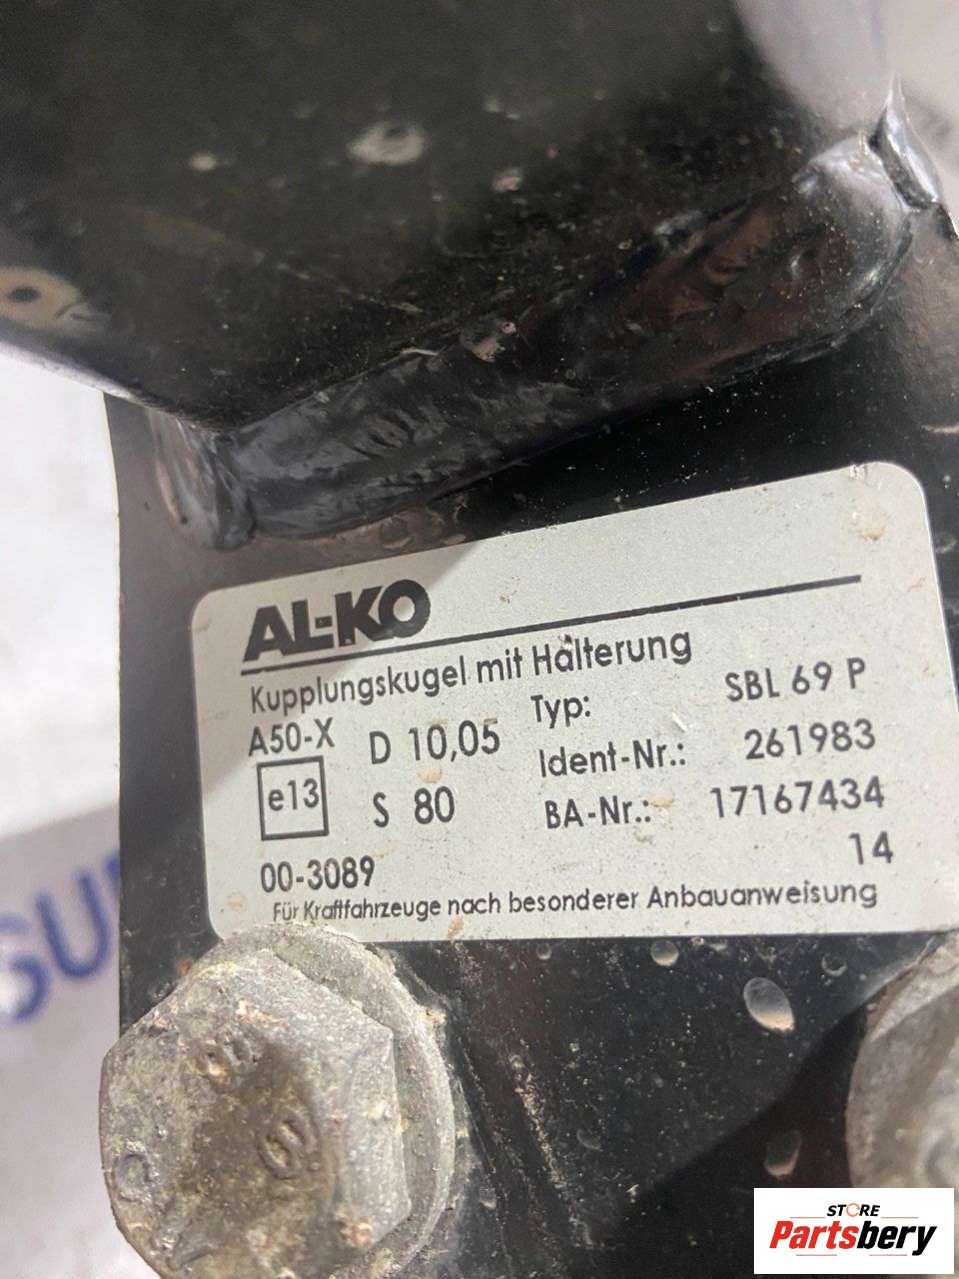 AL-KO
Kupplungskugel mit Halterung
A50-X D 10,05 Typ: SBL 69 P
e13 S 80 Ident-Nr.: 261983
BA-Nr.: 17167434
00-3089 14
Für Kraftfahrzeuge nach besonderer Anbauanweisung
SU
STORE
Partsbery